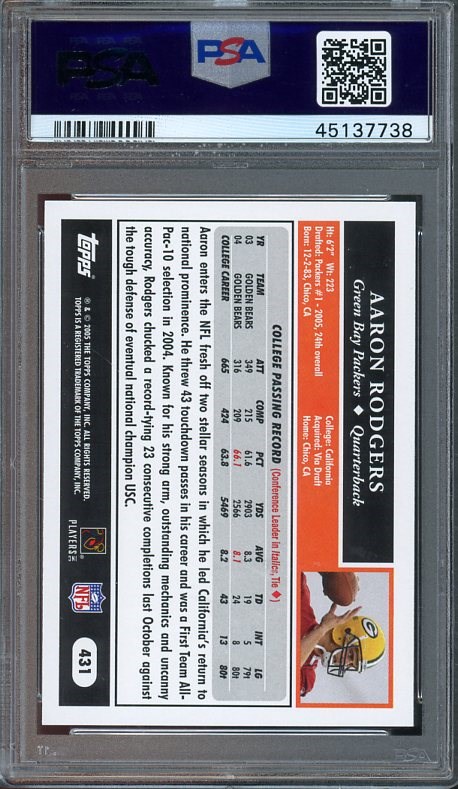 PSA
PSA
45137738
AARON RODGERS
Green Bay Packers ♦ Quarterback
Ht: 6'2" Wt: 223
College: California
Drafted: Packers #1 - 2005, 24th overall
Acquired: Via Draft
Born: 12-2-83, Chico, CA
Home: Chico, CA
COLLEGE PASSING RECORD (Conference Leader in Italics, Tie ♦)
YR TEAM ATT COMP PCT YDS AVG TD INT LG
03 GOLDEN BEARS 349 215 61.6 2903 8.3 19 5 79t
04 GOLDEN BEARS 316 209 66.1 2566 8.1 24 8 80t
COLLEGE CAREER 665 424 63.8 5469 8.2 43 13 80t
Aaron enters the NFL fresh off two stellar seasons in which he led California's return to
national prominence. He threw 43 touchdown passes in his career and was a First Team All-
Pac-10 selection in 2004. Known for his strong arm, outstanding mechanics and uncanny
accuracy, Rodgers chucked a record-tying 23 consecutive completions last October against
the tough defense of eventual national champion USC.
Topps
® & © 2005 THE TOPPS COMPANY, INC. ALL RIGHTS RESERVED.
TOPPS IS A REGISTERED TRADEMARK OF THE TOPPS COMPANY, INC.
PLAYERS INC
NFL
431
PSA